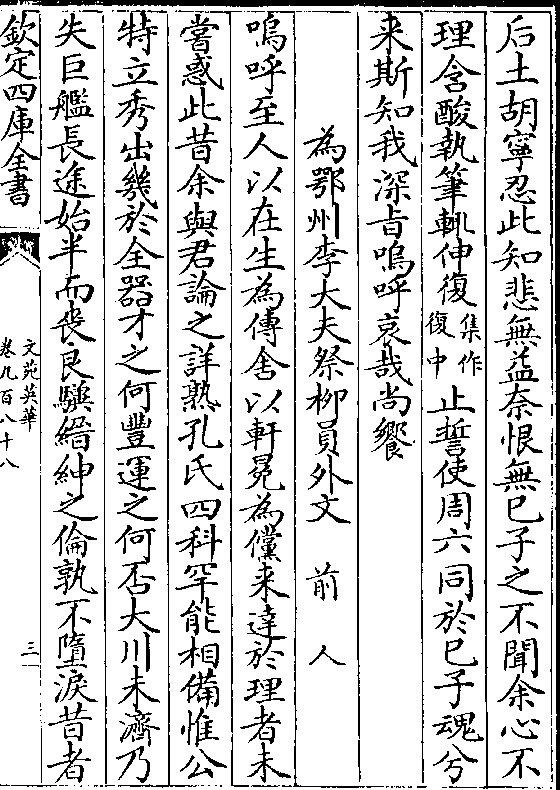 后土胡寧忍此知悲無益奈恨無已子之不聞余心不
理含酸執筆輒伸復集作復中止誓使周六同於已子魂兮
来斯知我深㫖嗚呼哀哉尚饗
為鄂州李大夫祭柳員外文　前人
嗚呼至人以在生為傳舍以軒冕為儻来達於理者未
嘗惑此昔余與君論之詳熟孔氏四科罕能相備惟公
特立秀出幾於全器才之何豐運之何否大川未濟乃
失巨艦長途始半而喪良驥縉紳之倫孰不墮淚昔者
欽定四庫全書
文苑英華
卷九百八十八
三